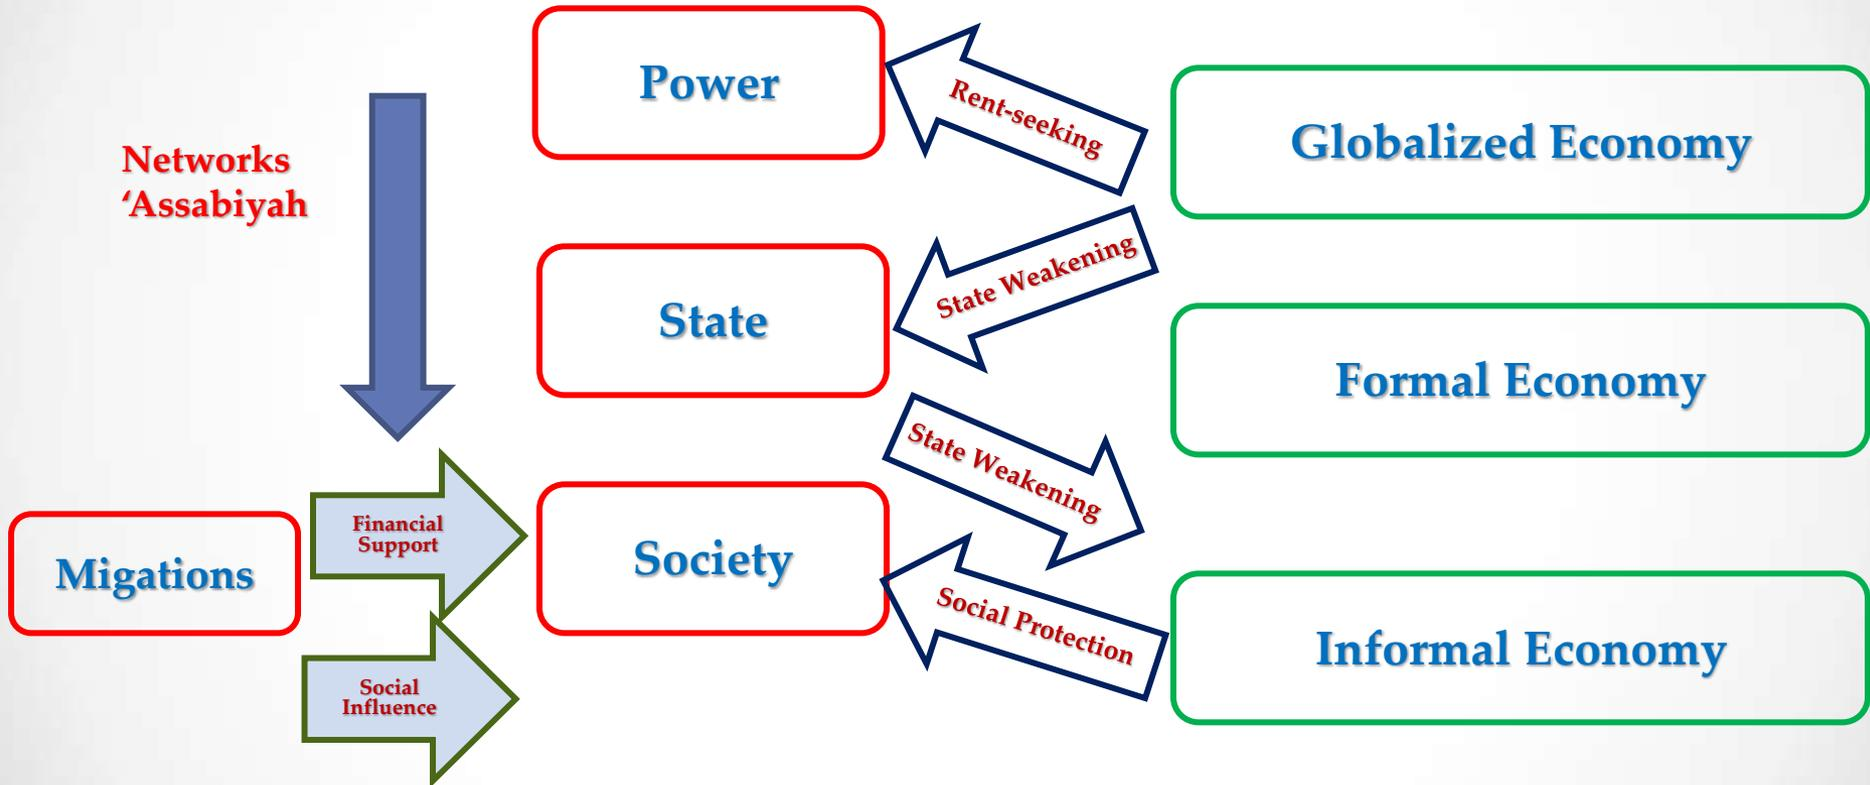 Power
Rent-seeking
Globalized Economy
Networks
‘Assabiyah
State Weakening
State
Formal Economy
State Weakening
Financial
Support
Society
Migations
Social Protection
Informal Economy
Social
Influence